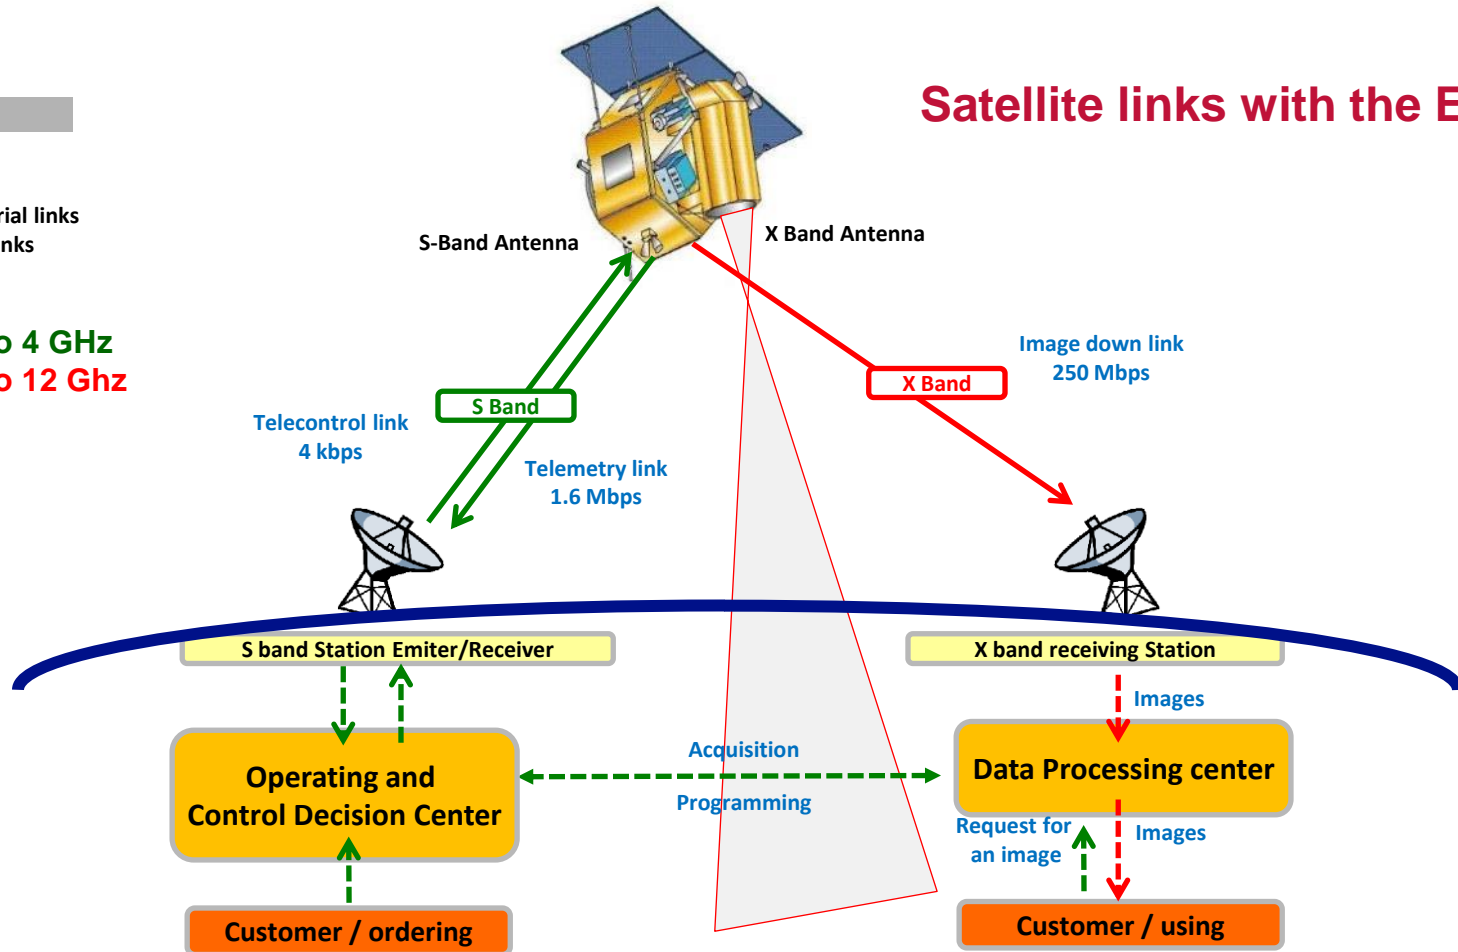 Satellite links with the E
rial links
nks
S-Band Antenna
X Band Antenna
o 4 GHz
o 12 Ghz
Image down link
250 Mbps
X Band
S Band
Telecontrol link
4 kbps
Telemetry link
1.6 Mbps
S band Station Emiter/Receiver
X band receiving Station
Images
Operating and
Control Decision Center
Acquisition
Programming
Data Processing center
Request for
an image
Images
Customer / ordering
Customer / using